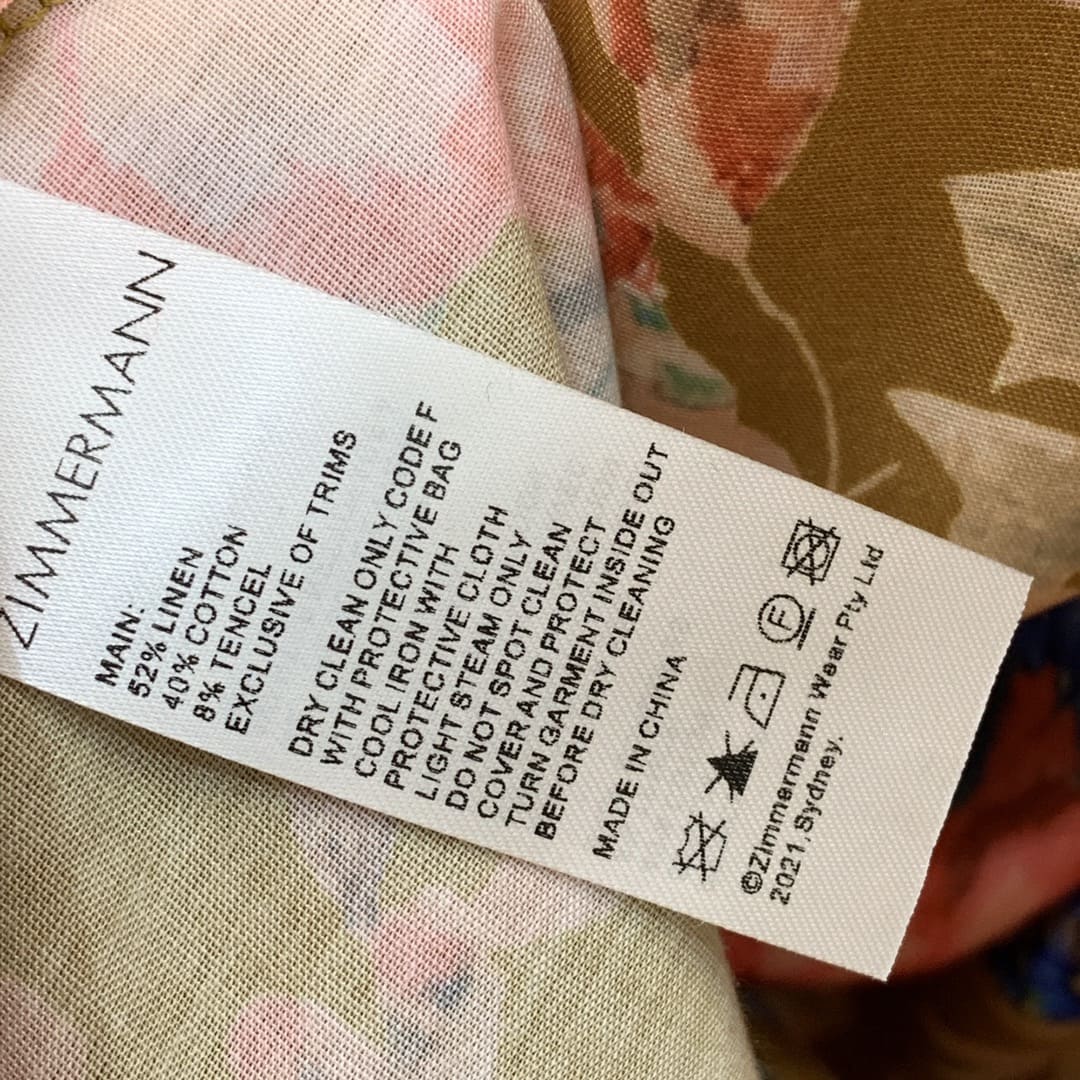 ZIMMERMANN
MAIN:
52% LINEN
40% COTTON
8% TENCEL
EXCLUSIVE OF TRIMS
DRY CLEAN ONLY CODE F
WITH PROTECTIVE BAG
COOL IRON WITH
PROTECTIVE CLOTH
LIGHT STEAM ONLY
DO NOT SPOT CLEAN
COVER AND PROTECT
TURN GARMENT INSIDE OUT
BEFORE DRY CLEANING
MADE IN CHINA
F
©Zimmermann Wear Pty Ltd
2021.Sydney.